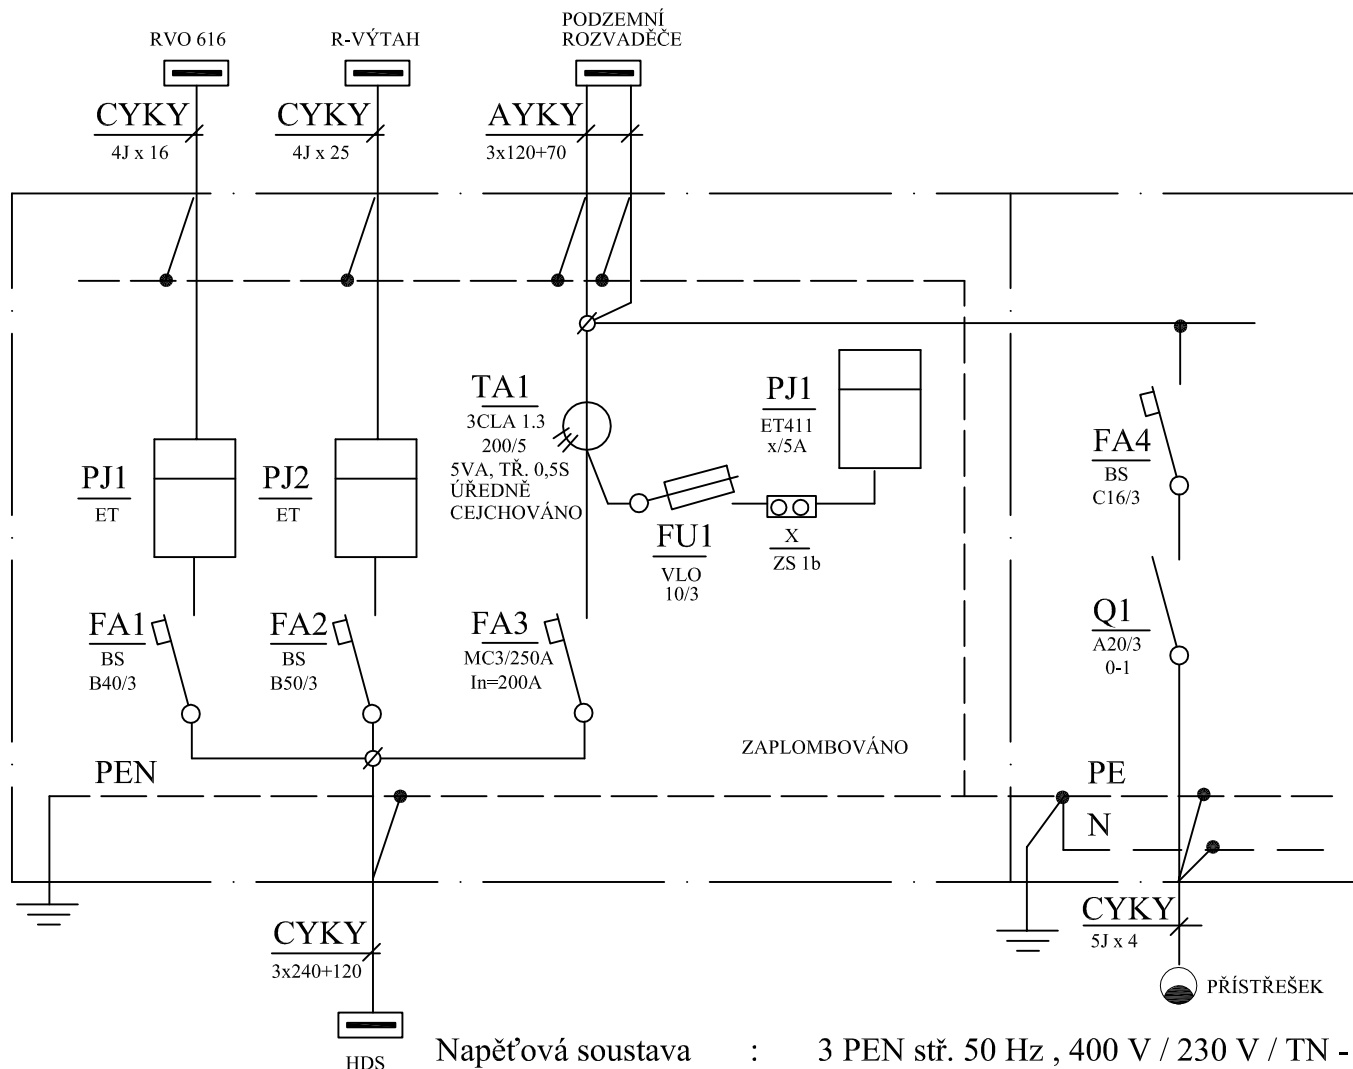 RVO 616
R-VÝTAH
PODZEMNÍ
ROZVADĚČE
CYKY
4J x 16
CYKY
4J x 25
AYKY
3x120+70
TA1
3CLA 1.3
200/5
5VA, TŘ. 0,5S
ÚŘEDNĚ
CEJCHOVÁNO
PJ1
ET411
x/5A
FA4
BS
C16/3
PJ1
ET
PJ2
ET
FU1
VLO
10/3
X
ZS 1b
FA1
BS
B40/3
FA2
BS
B50/3
FA3
MC3/250A
In=200A
Q1
A20/3
0-1
ZAPLOMBOVÁNO
PEN
PE
N
CYKY
3x240+120
CYKY
5J x 4
PŘÍSTŘEŠEK
HDS
Napěťová soustava : 3 PEN stř. 50 Hz , 400 V / 230 V / TN -